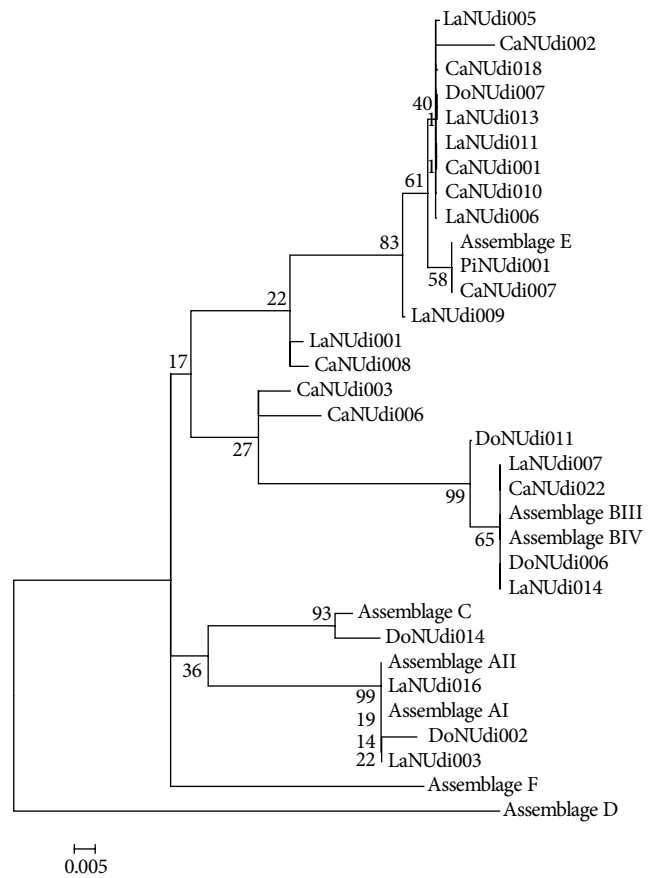 LaNUdi005
CaNUdi002
CaNUdi018
DoNUdi007
40
1
LaNUdi013
LaNUdi011
1
CaNUdi001
61
CaNUdi010
LaNUdi006
83
Assemblage E
PiNUdi001
58
CaNUdi007
22
LaNUdi009
LaNUdi001
17
CaNUdi008
CaNUdi003
CaNUdi006
27
DoNUdi011
LaNUdi007
99
CaNUdi022
Assemblage BIII
65
Assemblage BIV
DoNUdi006
LaNUdi014
93
Assemblage C
DoNUdi014
36
Assemblage AII
99
LaNUdi016
19
Assemblage AI
14
DoNUdi002
22
LaNUdi003
Assemblage F
Assemblage D
0.005